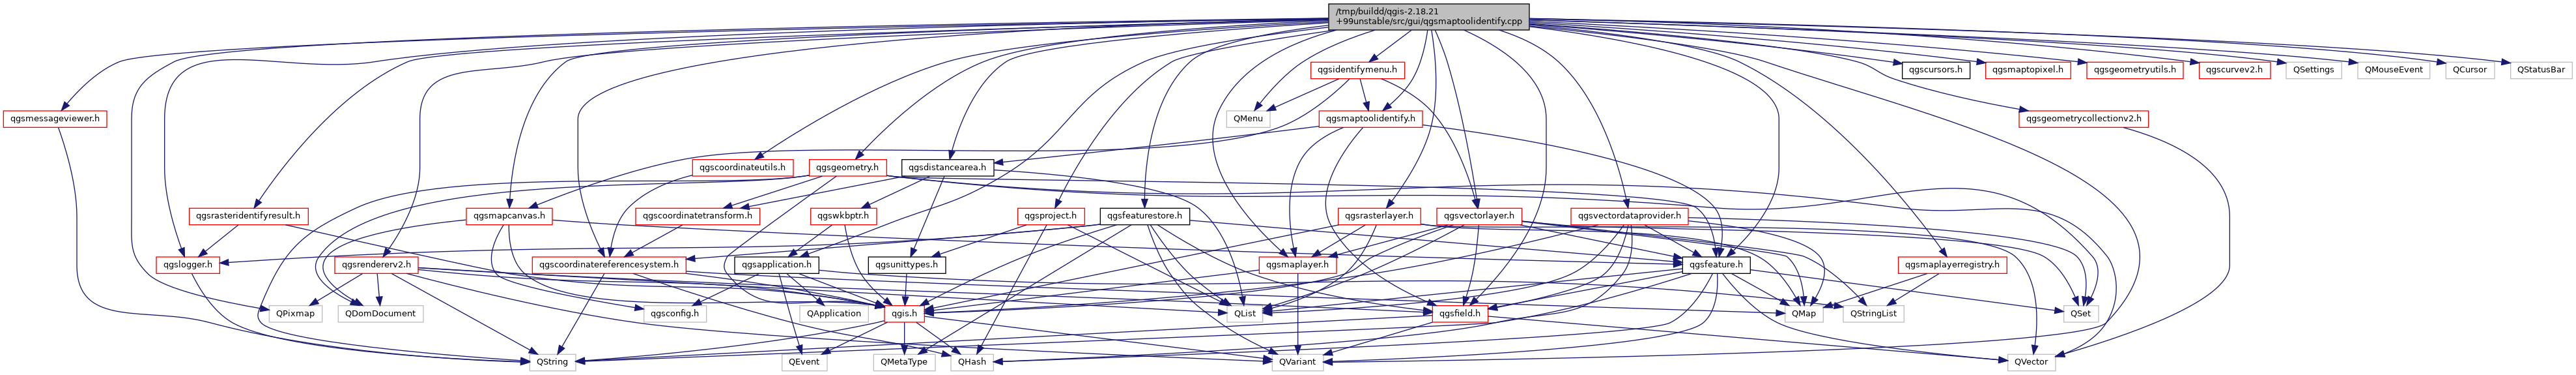 /tmp/buildd/qgis-2.18.21
+99unstable/src/gui/qgsmaptoolidentify.cpp
qgsidentifymenu.h
qgscursors.h
qgsmaptopixel.h
qgsgeometryutils.h
qgscurvev2.h
QSettings
QMouseEvent
QCursor
QStatusBar
qgsmessageviewer.h
QMenu
qgsmaptoolidentify.h
qgsgeometrycollectionv2.h
qgscoordinateutils.h
qgsgeometry.h
qgsdistancearea.h
qgsrasteridentifyresult.h
qgsmapcanvas.h
qgscoordinatetransform.h
qgswkbptr.h
qgsproject.h
qgsfeaturestore.h
qgsrasterlayer.h
qgsvectorlayer.h
qgsvectordataprovider.h
qgslogger.h
qgsrendererv2.h
qgscoordinatereferencesystem.h
qgsapplication.h
qgsunittypes.h
qgsmaplayer.h
qgsfeature.h
qgsmaplayerregistry.h
QPixmap
QDomDocument
qgsconfig.h
QApplication
qgis.h
QList
qgsfield.h
QMap
QStringList
QSet
QString
QEvent
QMetaType
QHash
QVariant
QVector